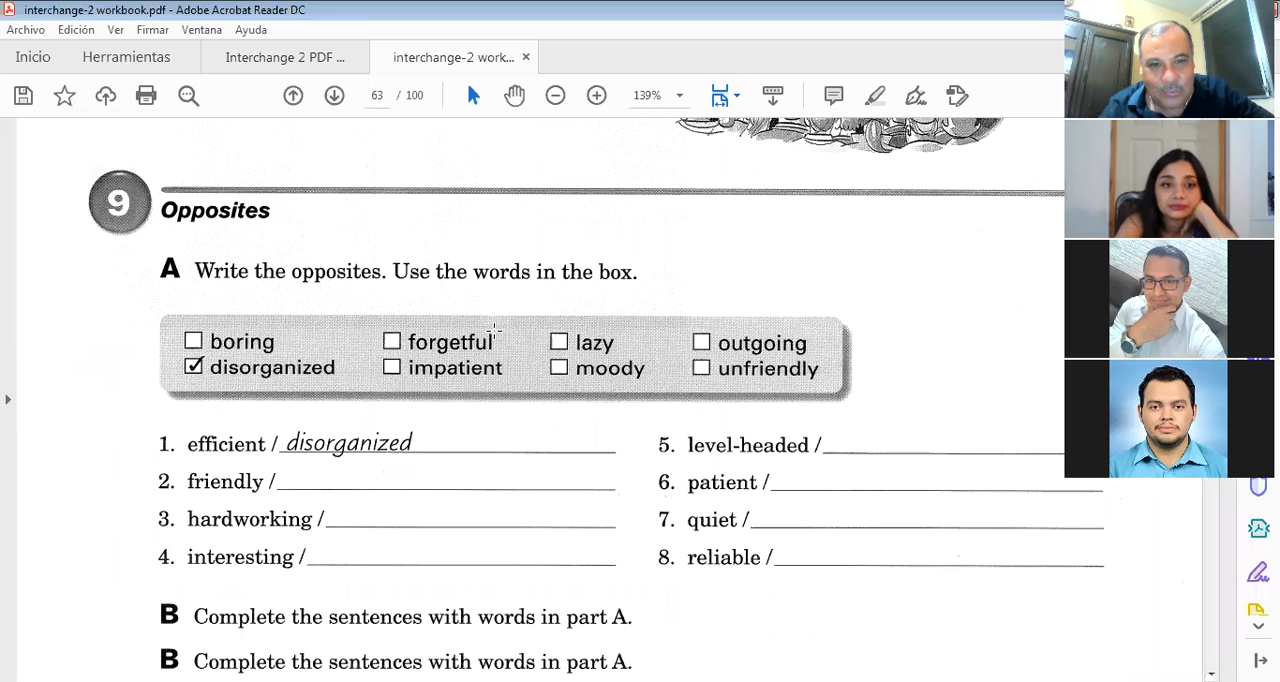 interchange-2 workbook.pdf - Adobe Acrobat Reader DC
Archivo Edición Ver Firmar Ventana Ayuda
Inicio Herramientas Interchange 2 PDF ... interchange-2 work... ×
63 / 100 139%
9
Opposites
A Write the opposites. Use the words in the box.
boring forgetful lazy outgoing
disorganized impatient moody unfriendly
1. efficient / disorganized 5. level-headed /
2. friendly / 6. patient /
3. hardworking / 7. quiet /
4. interesting / 8. reliable /
B Complete the sentences with words in part A.
B Complete the sentences with words in part A.